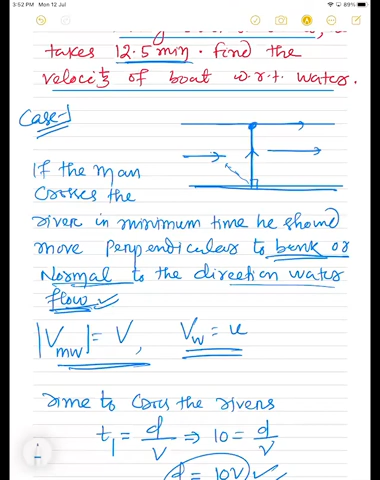 3:52 PM Mon 12 Jul
89%
takes 12.5 min. find the
velocity of boat w.r.t. water.
Case-1
If the man
crosses the
river in minimum time he should
move perpendicular to bank or
Normal to the direction water
flow
|Vmw| = V, Vw = u
time to cross the rivers
t1 = d/v ⇒ 10 = d/v
d = 10V